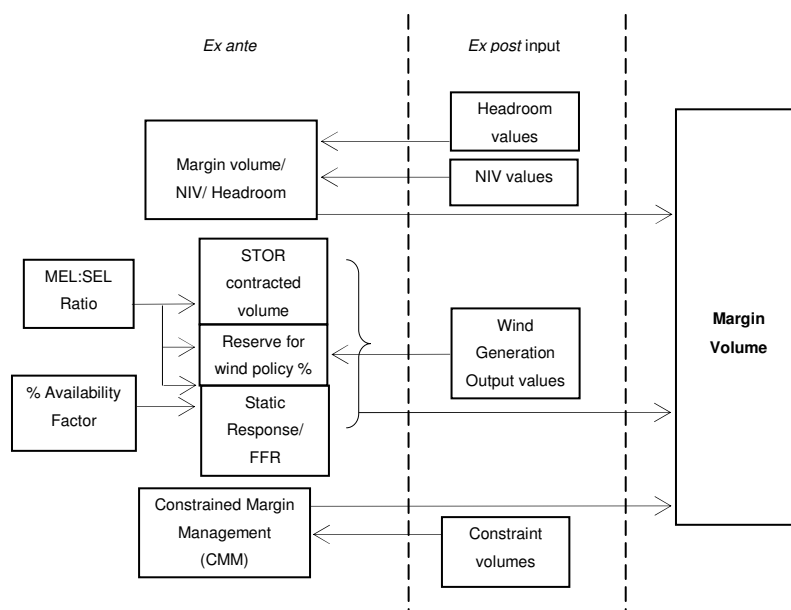 Ex ante
Ex post input
Headroom
values
Margin volume/
NIV/ Headroom
NIV values
STOR
contracted
volume
MEL:SEL
Ratio
Reserve for
wind policy %
Wind
Generation
Output values
Margin
Volume
% Availability
Factor
Static
Response/
FFR
Constrained Margin
Management
(CMM)
Constraint
volumes